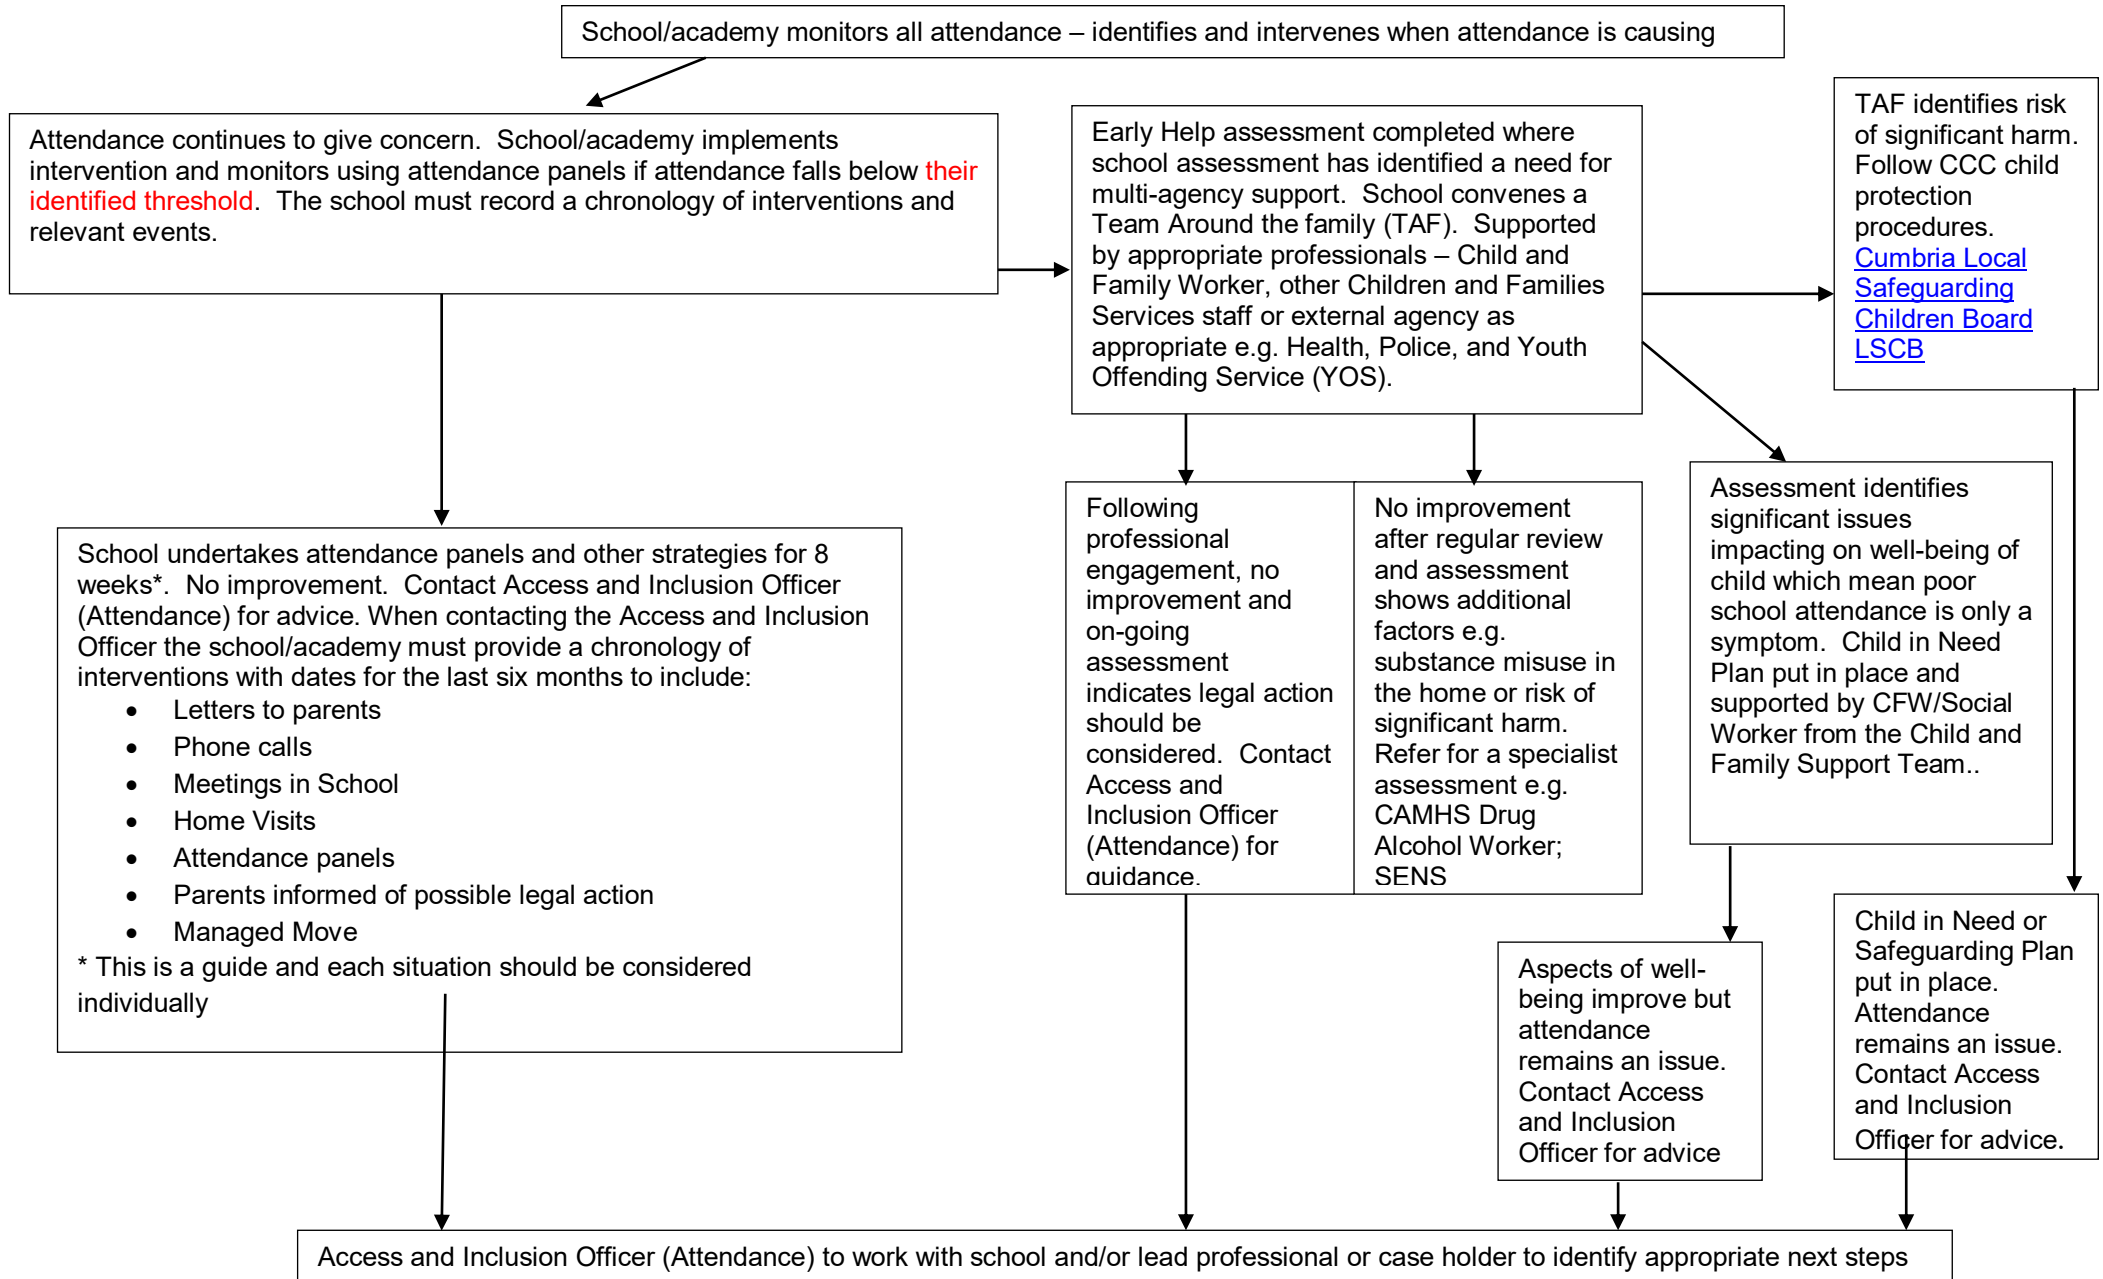 School/academy monitors all attendance – identifies and intervenes when attendance is causing
Attendance continues to give concern.  School/academy implements
intervention and monitors using attendance panels if attendance falls below their
identified threshold.  The school must record a chronology of interventions and
relevant events.
Early Help assessment completed where
school assessment has identified a need for
multi-agency support.  School convenes a
Team Around the family (TAF).  Supported
by appropriate professionals – Child and
Family Worker, other Children and Families
Services staff or external agency as
appropriate e.g. Health, Police, and Youth
Offending Service (YOS).
TAF identifies risk
of significant harm.
Follow CCC child
protection
procedures.
Cumbria Local
Safeguarding
Children Board
LSCB
School undertakes attendance panels and other strategies for 8
weeks*.  No improvement.  Contact Access and Inclusion Officer
(Attendance) for advice. When contacting the Access and Inclusion
Officer the school/academy must provide a chronology of
interventions with dates for the last six months to include:
• Letters to parents
• Phone calls
• Meetings in School
• Home Visits
• Attendance panels
• Parents informed of possible legal action
• Managed Move
* This is a guide and each situation should be considered
individually
Following
professional
engagement, no
improvement and
on-going
assessment
indicates legal action
should be
considered.  Contact
Access and
Inclusion Officer
(Attendance) for
guidance.
No improvement
after regular review
and assessment
shows additional
factors e.g.
substance misuse in
the home or risk of
significant harm.
Refer for a specialist
assessment e.g.
CAMHS Drug
Alcohol Worker;
SENS
Assessment identifies
significant issues
impacting on well-being of
child which mean poor
school attendance is only a
symptom.  Child in Need
Plan put in place and
supported by CFW/Social
Worker from the Child and
Family Support Team..
Aspects of well-
being improve but
attendance
remains an issue.
Contact Access
and Inclusion
Officer for advice
Child in Need or
Safeguarding Plan
put in place.
Attendance
remains an issue.
Contact Access
and Inclusion
Officer for advice.
Access and Inclusion Officer (Attendance) to work with school and/or lead professional or case holder to identify appropriate next steps